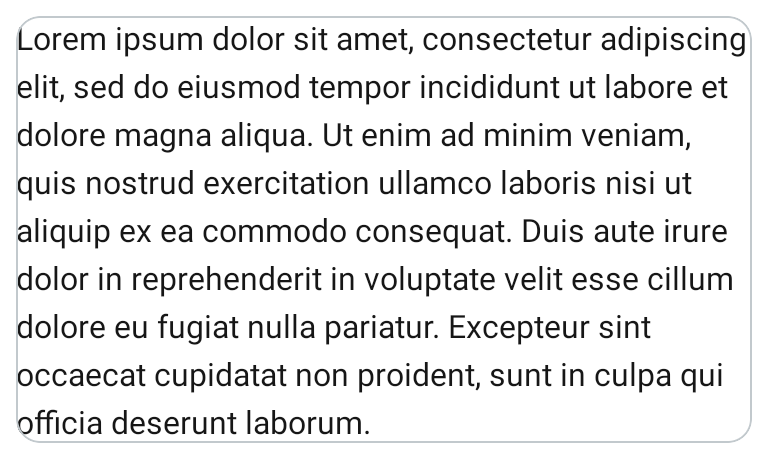 Lorem ipsum dolor sit amet, consectetur adipiscing
elit, sed do eiusmod tempor incididunt ut labore et
dolore magna aliqua. Ut enim ad minim veniam,
quis nostrud exercitation ullamco laboris nisi ut
aliquip ex ea commodo consequat. Duis aute irure
dolor in reprehenderit in voluptate velit esse cillum
dolore eu fugiat nulla pariatur. Excepteur sint
occaecat cupidatat non proident, sunt in culpa qui
officia deserunt laborum.